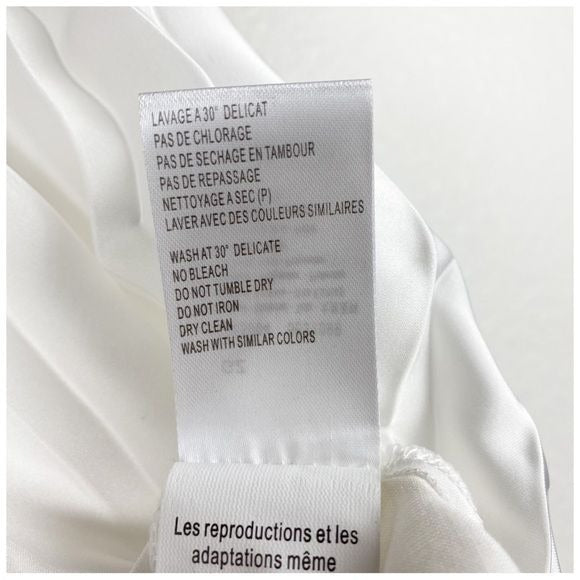 LAVAGE A 30° DELICAT
PAS DE CHLORAGE
PAS DE SECHAGE EN TAMBOUR
PAS DE REPASSAGE
NETTOYAGE A SEC (P)
LAVER AVEC DES COULEURS SIMILAIRES
WASH AT 30° DELICATE
NO BLEACH
DO NOT TUMBLE DRY
DO NOT IRON
DRY CLEAN
WASH WITH SIMILAR COLORS
Les reproductions et les
adaptations même